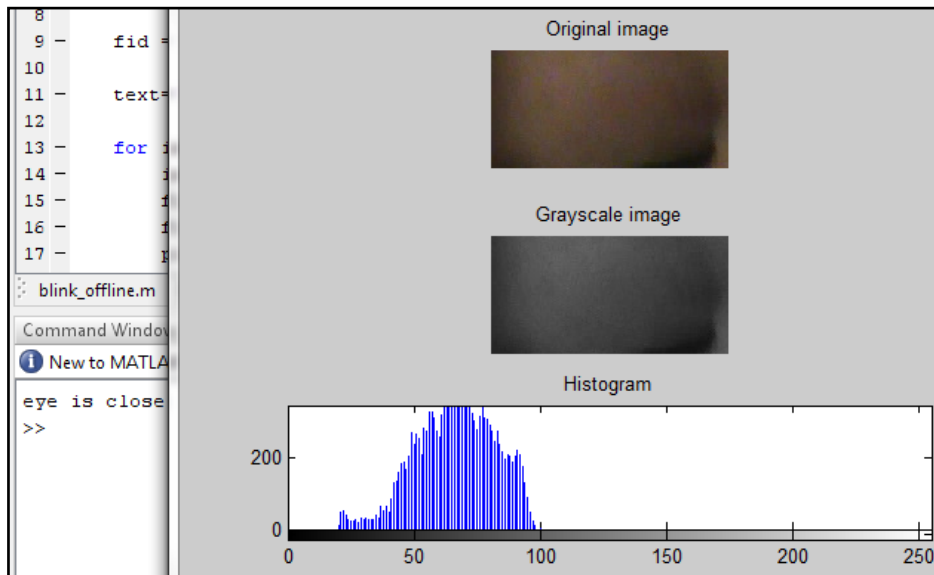 8
9 – fid =
10
11 – text=
12
13 – for i
14 –
15 – f
16 – f
17 – p
blink_offline.m
Command Window
New to MATLA
eye is close
>>
Original image
Grayscale image
Histogram
200
0
0 50 100 150 200 250